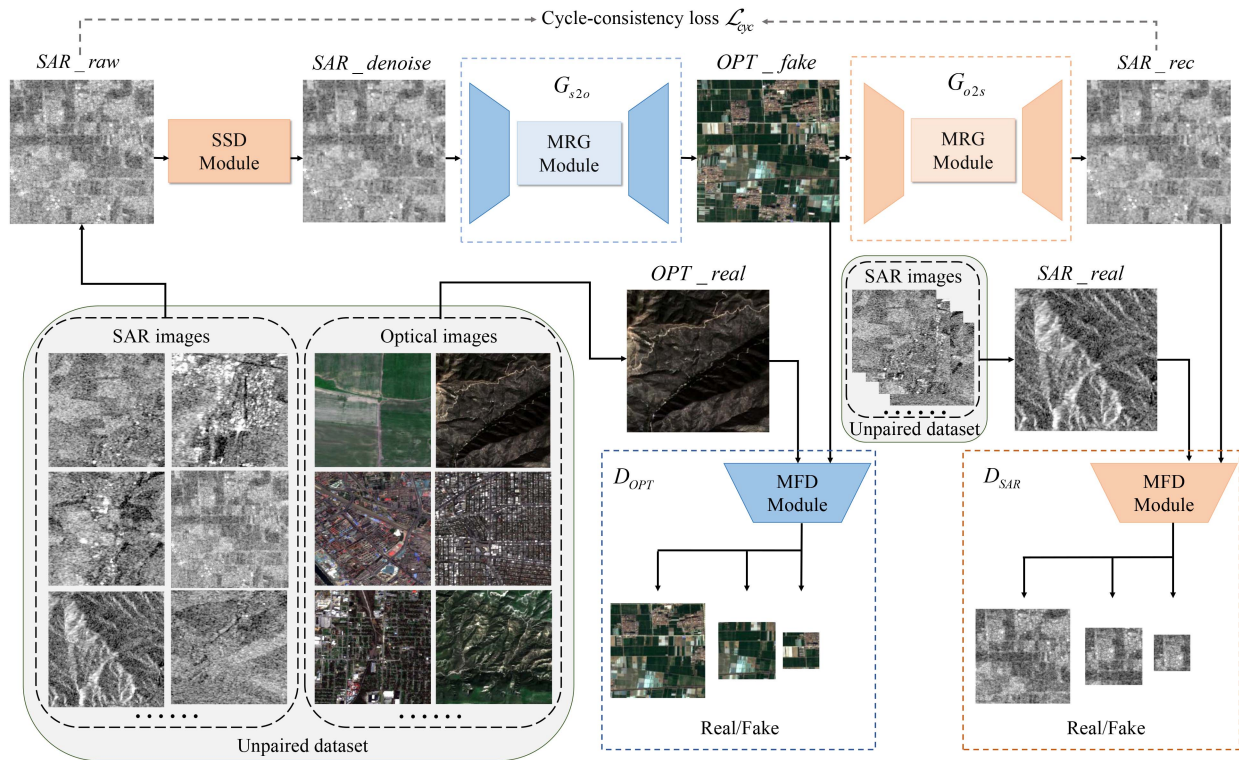 Cycle-consistency loss ℒcyc
SAR_raw
SAR_denoise
OPT_fake
SAR_rec
Gs2o
Go2s
SSD
Module
MRG
Module
MRG
Module
OPT_real
SAR images
SAR_real
SAR images
Optical images
Unpaired dataset
DOPT
MFD
Module
DSAR
MFD
Module
Real/Fake
Real/Fake
Unpaired dataset